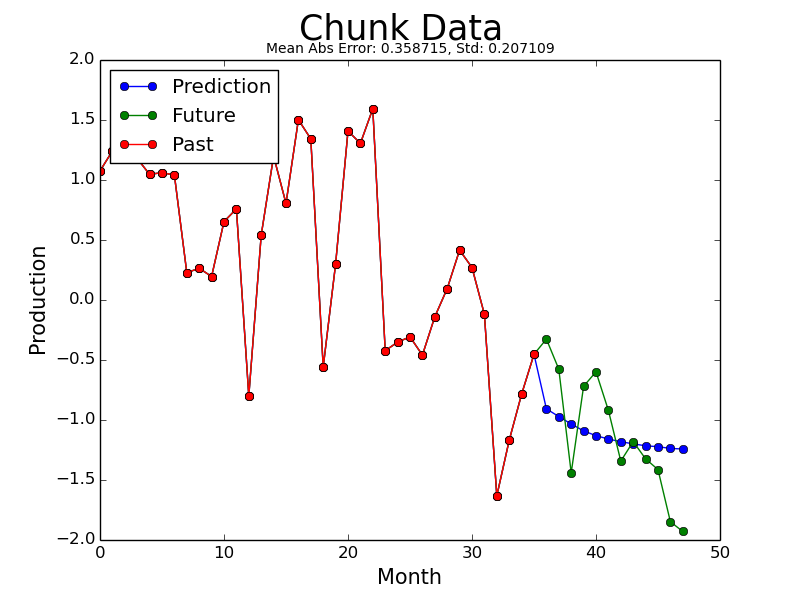 Chunk Data
Mean Abs Error: 0.358715, Std: 0.207109
2.0
1.5
1.0
0.5
0.0
−0.5
−1.0
−1.5
−2.0
Production
Prediction
Future
Past
0 10 20 30 40 50
Month